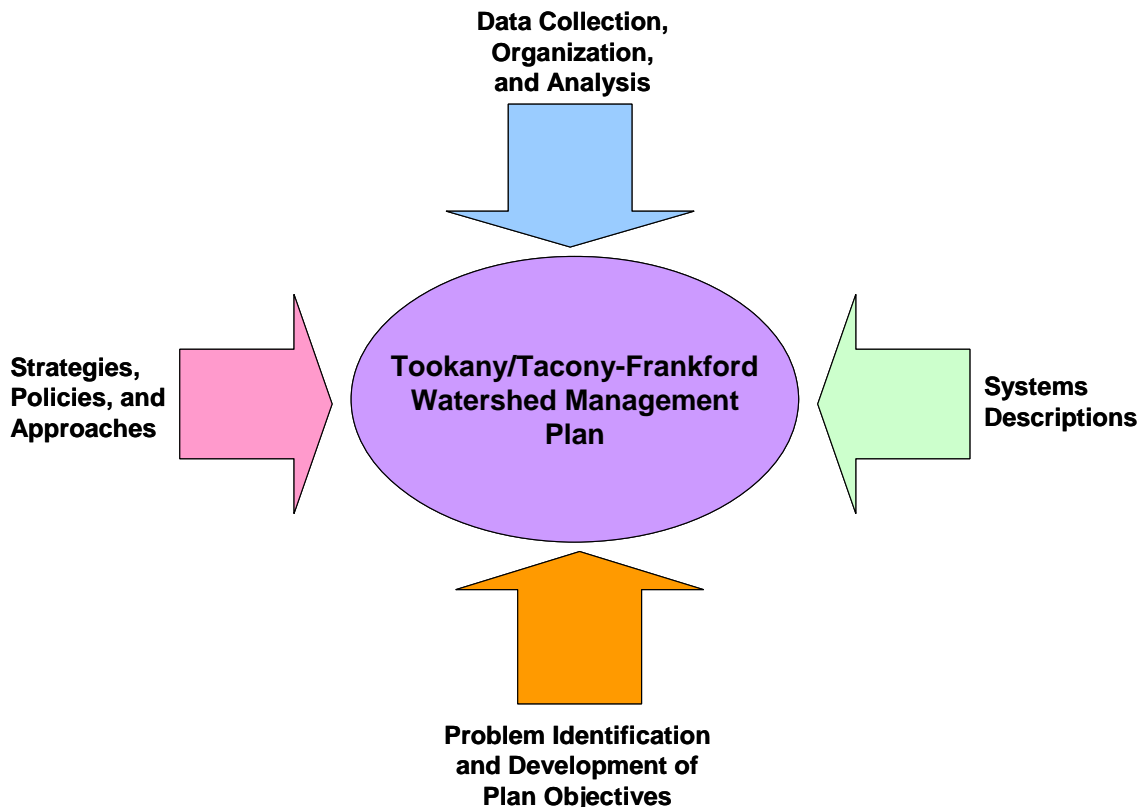 Data Collection,
Organization,
and Analysis
Strategies,
Policies, and
Approaches
Tookany/Tacony-Frankford
Watershed Management
Plan
Systems
Descriptions
Problem Identification
and Development of
Plan Objectives